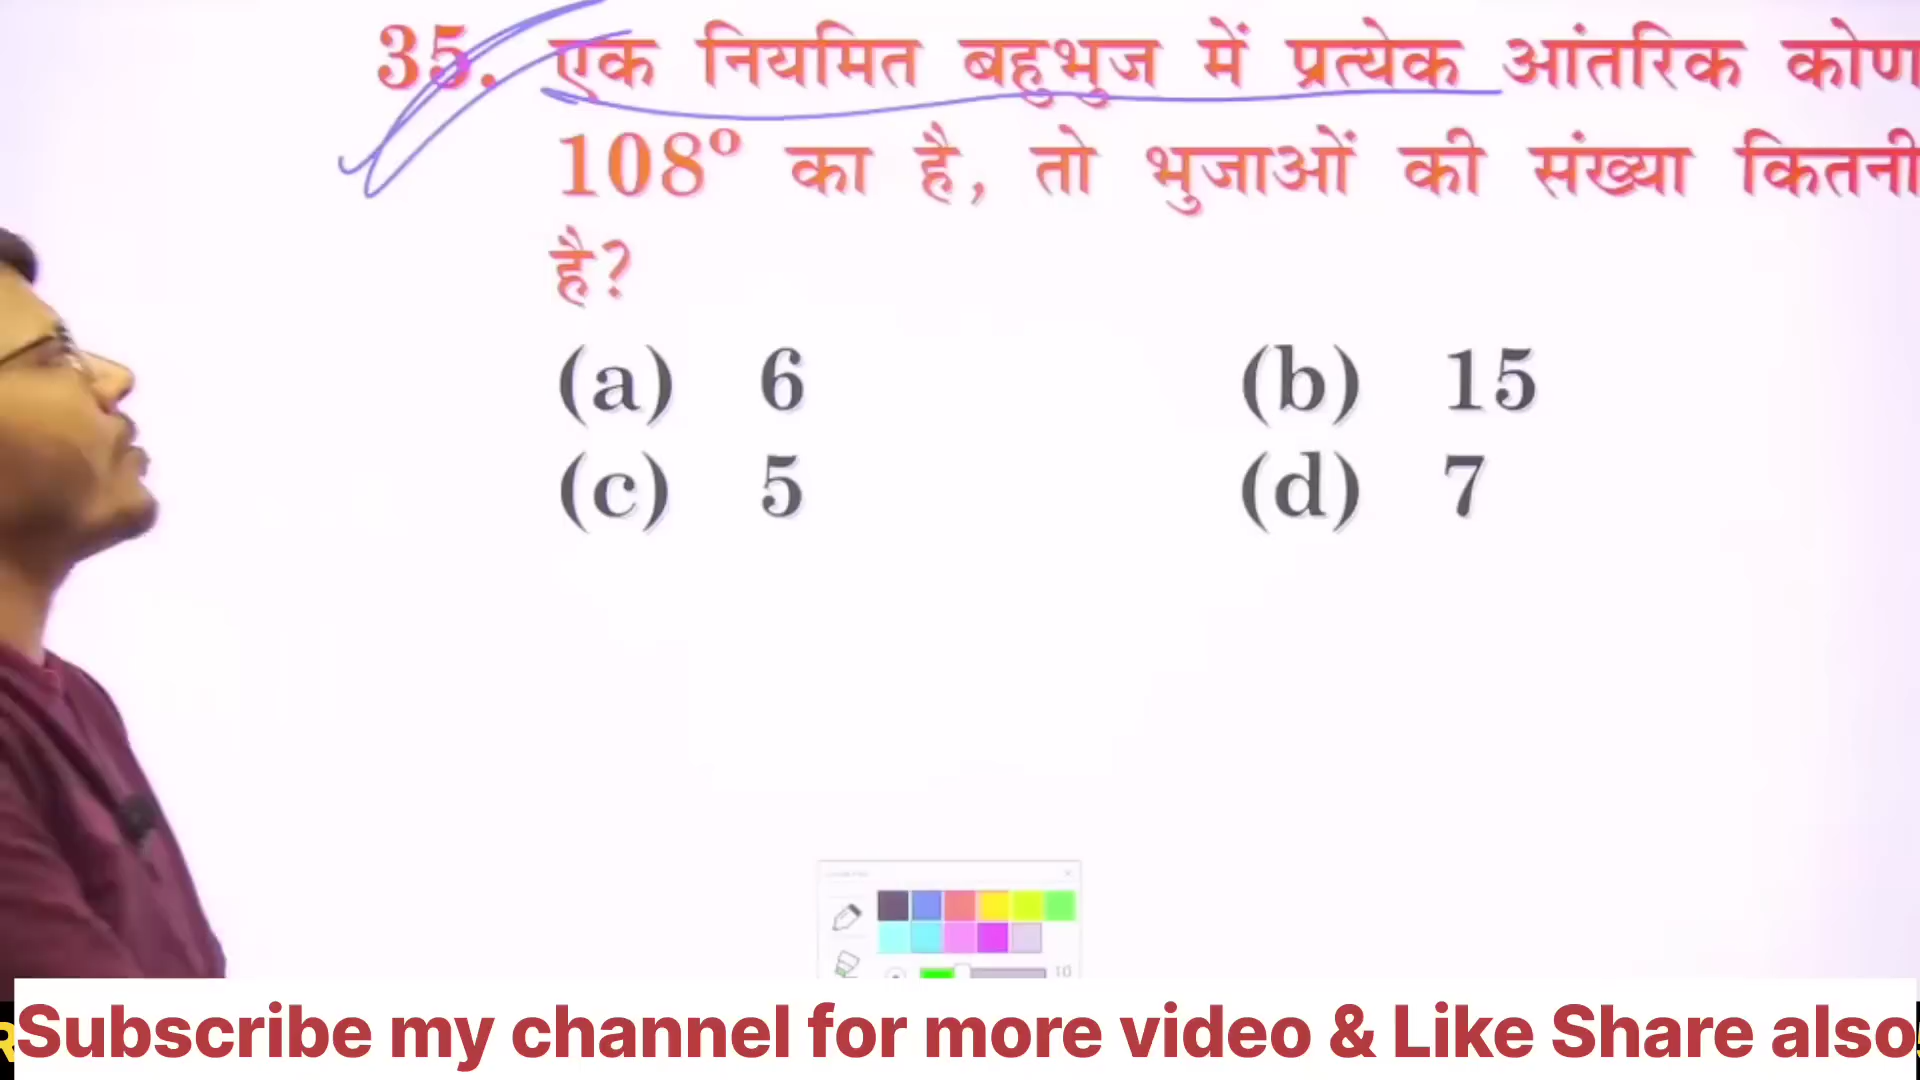 35. एक नियमित बहुभुज में प्रत्येक आंतरिक कोण
108° का है, तो भुजाओं की संख्या कितनी
है?
(a) 6 (b) 15
(c) 5 (d) 7
10
Subscribe my channel for more video & Like Share also